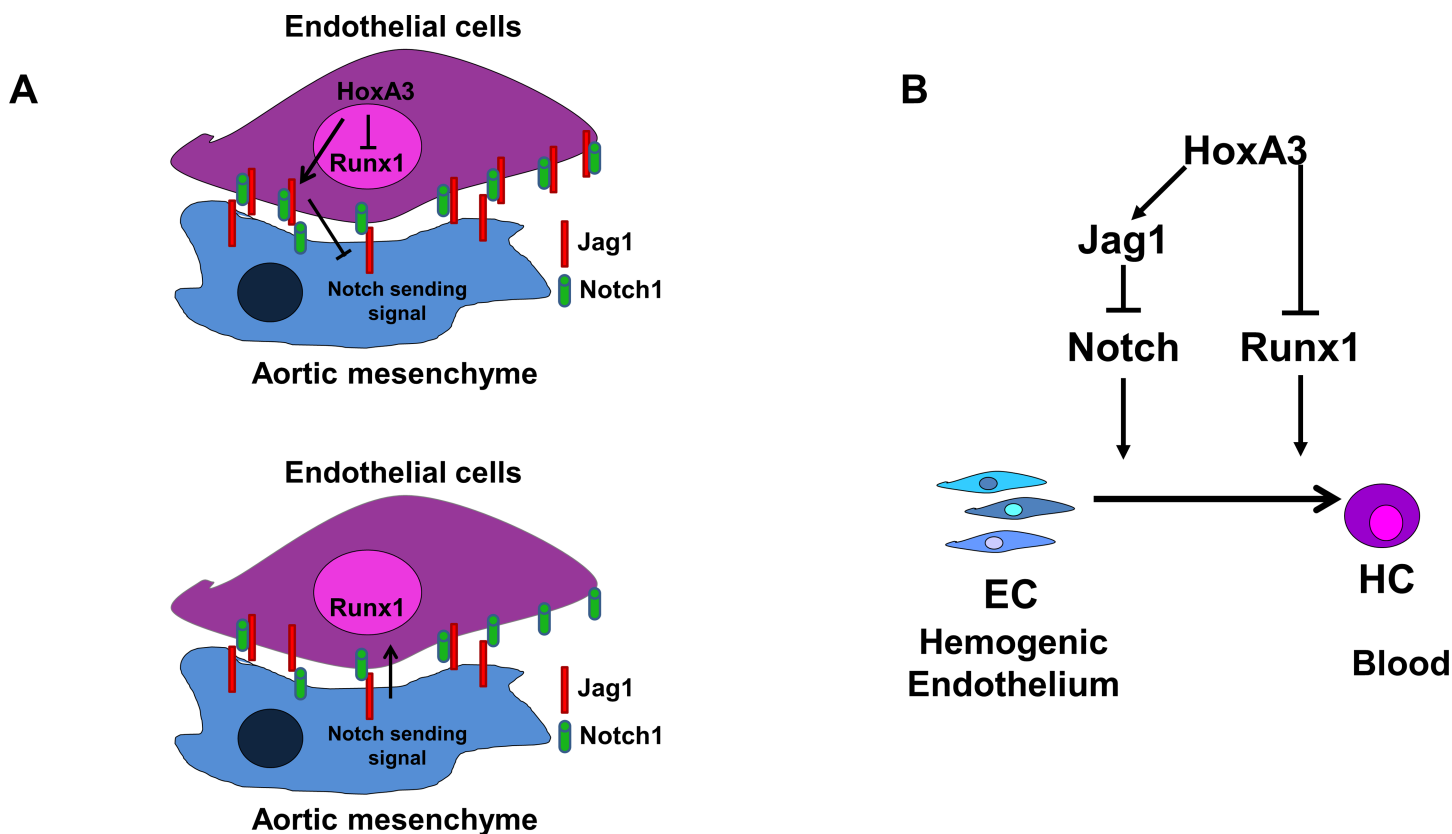 A
Endothelial cells
HoxA3
Runx1
Jag1
Notch1
Notch sending
signal
Aortic mesenchyme
Endothelial cells
Runx1
Jag1
Notch1
Notch sending
signal
Aortic mesenchyme
B
HoxA3
Jag1
Notch
Runx1
EC
Hemogenic
Endothelium
HC
Blood